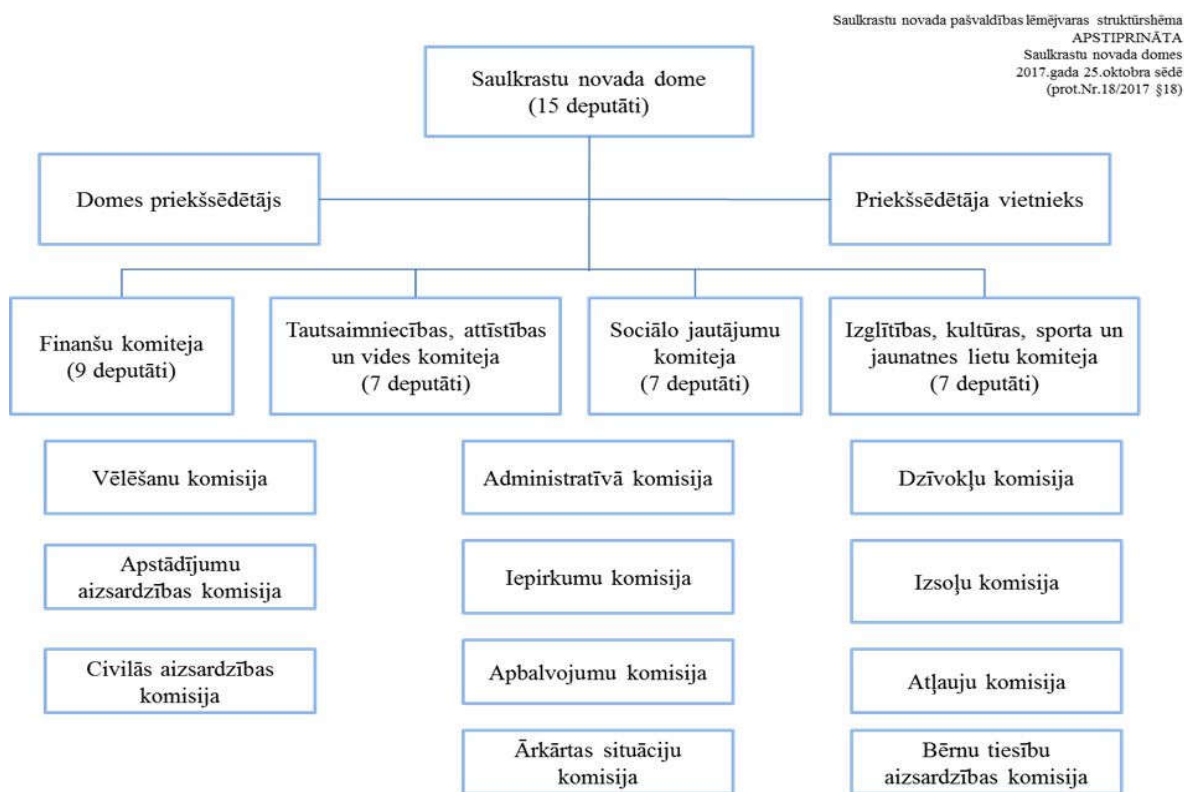 Saulkrastu novada pašvaldības lēmējvaras struktūrshēma
APSTIPRINĀTA
Saulkrastu novada domes
2017.gada 25.oktobra sēdē
(prot.Nr.18/2017 §18)
Saulkrastu novada dome
(15 deputāti)
Domes priekšsēdētājs
Priekšsēdētāja vietnieks
Finanšu komiteja
(9 deputāti)
Tautsaimniecības, attīstības
un vides komiteja
(7 deputāti)
Sociālo jautājumu
komiteja
(7 deputāti)
Izglītības, kultūras, sporta un
jaunatnes lietu komiteja
(7 deputāti)
Vēlēšanu komisija
Administratīvā komisija
Dzīvokļu komisija
Apstādījumu
aizsardzības komisija
Iepirkumu komisija
Izsoļu komisija
Civilās aizsardzības
komisija
Apbalvojumu komisija
Atļauju komisija
Ārkārtas situāciju
komisija
Bērnu tiesību
aizsardzības komisija